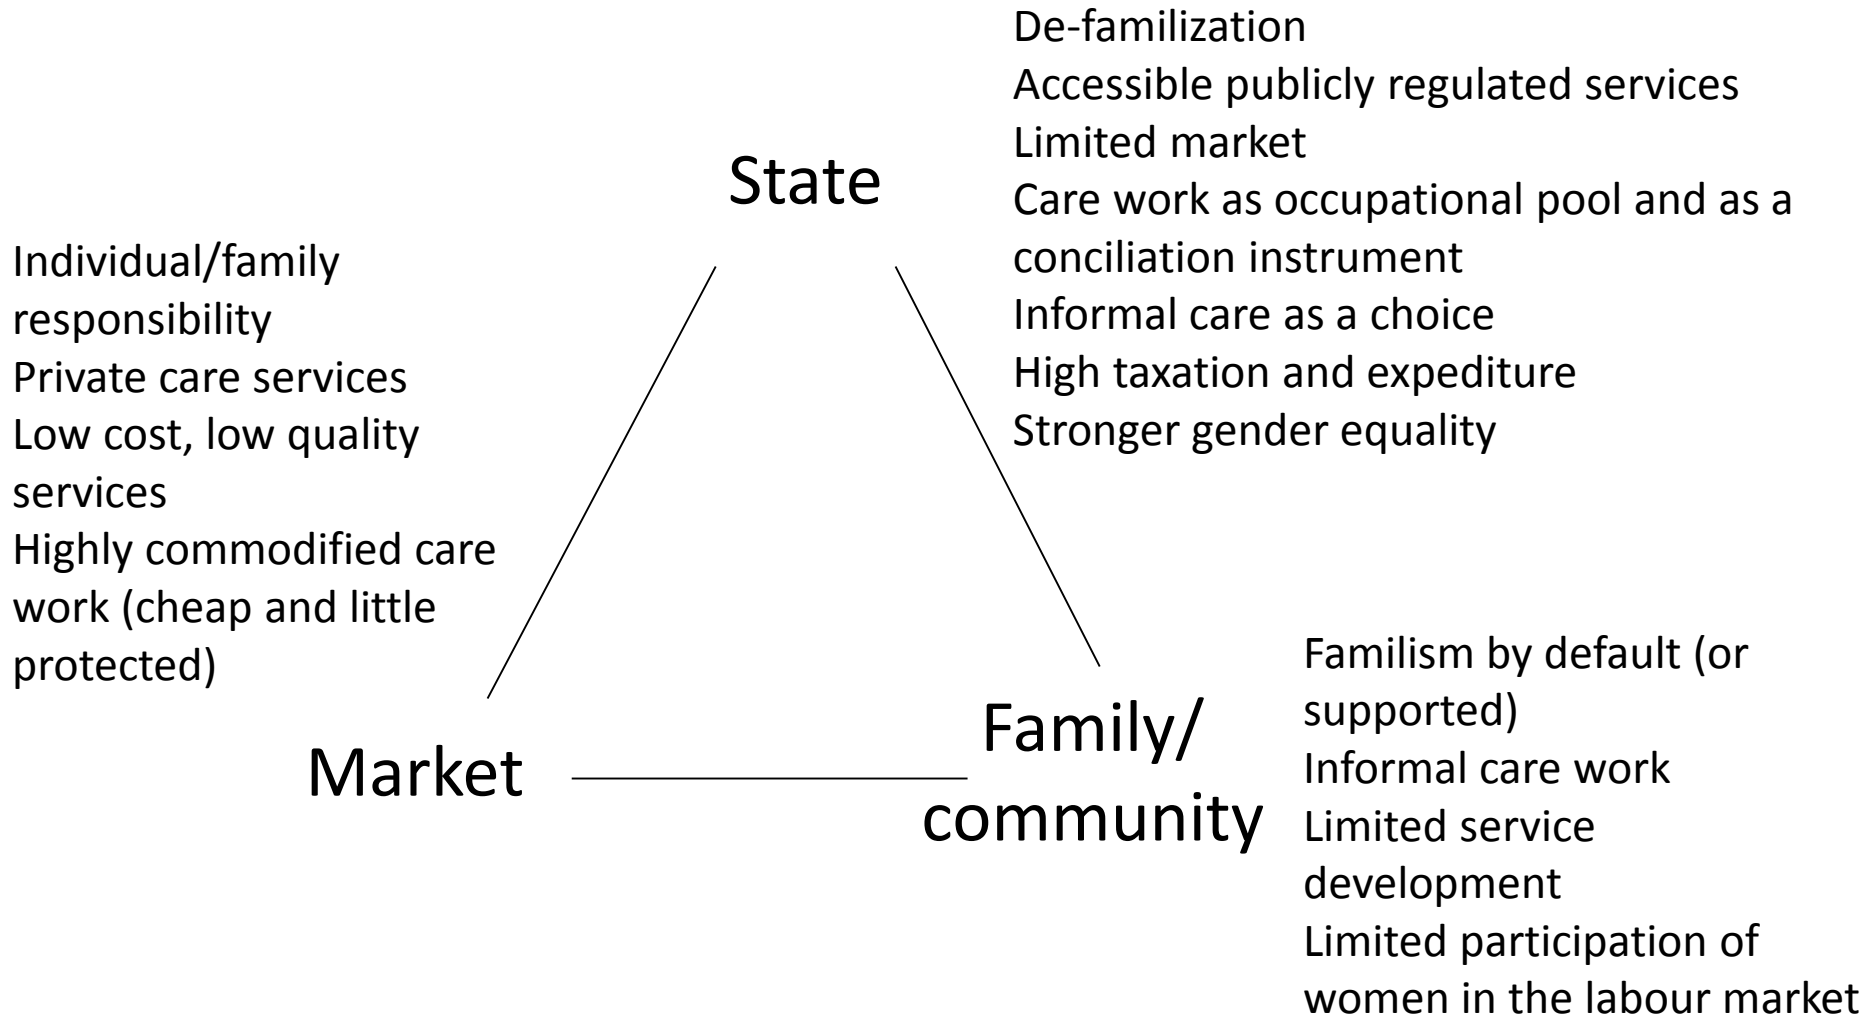 De-familization
Accessible publicly regulated services
Limited market
Care work as occupational pool and as a
conciliation instrument
Informal care as a choice
High taxation and expediture
Stronger gender equality
State
Individual/family
responsibility
Private care services
Low cost, low quality
services
Highly commodified care
work (cheap and little
protected)
Market
Family/
community
Familism by default (or
supported)
Informal care work
Limited service
development
Limited participation of
women in the labour market